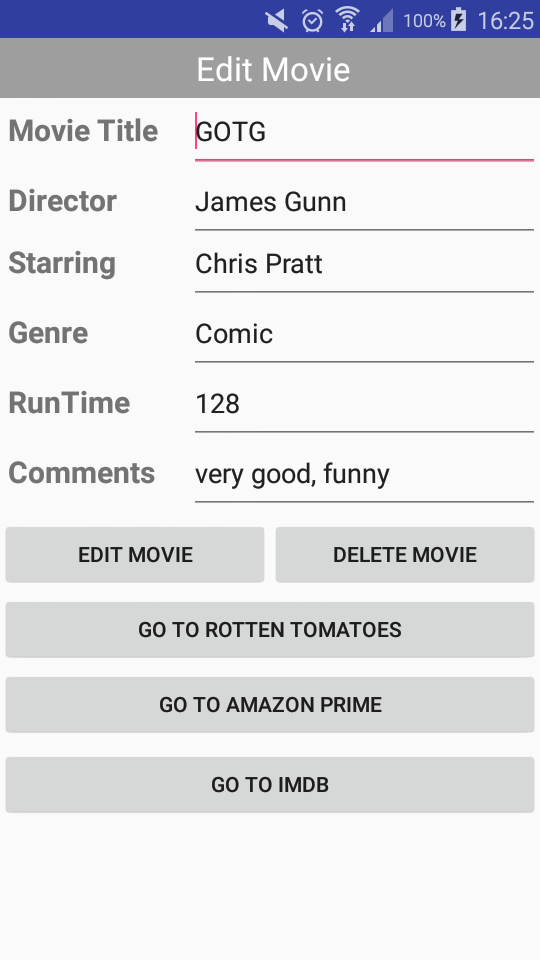 100% 16:25
Edit Movie
Movie Title GOTG
Director James Gunn
Starring Chris Pratt
Genre Comic
RunTime 128
Comments very good, funny
EDIT MOVIE DELETE MOVIE
GO TO ROTTEN TOMATOES
GO TO AMAZON PRIME
GO TO IMDB